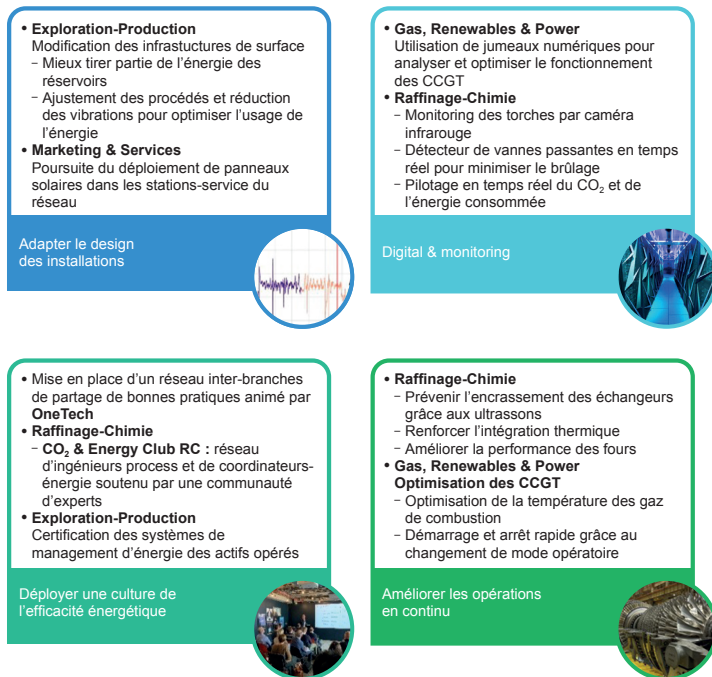 • Exploration-Production
Modification des infrastuctures de surface
– Mieux tirer partie de l'énergie des
réservoirs
– Ajustement des procédés et réduction
des vibrations pour optimiser l'usage de
l'énergie
• Marketing & Services
Poursuite du déploiement de panneaux
solaires dans les stations-service du
réseau
Adapter le design
des installations
• Gas, Renewables & Power
Utilisation de jumeaux numériques pour
analyser et optimiser le fonctionnement
des CCGT
• Raffinage-Chimie
– Monitoring des torches par caméra
infrarouge
– Détecteur de vannes passantes en temps
réel pour minimiser le brûlage
– Pilotage en temps réel du CO₂ et de
l'énergie consommée
Digital & monitoring
• Mise en place d'un réseau inter-branches
de partage de bonnes pratiques animé par
OneTech
• Raffinage-Chimie
– CO₂ & Energy Club RC : réseau
d'ingénieurs process et de coordinateurs-
énergie soutenu par une communauté
d'experts
• Exploration-Production
Certification des systèmes de
management d'énergie des actifs opérés
Déployer une culture de
l'efficacité énergétique
• Raffinage-Chimie
– Prévenir l'encrassement des échangeurs
grâce aux ultrassons
– Renforcer l'intégration thermique
– Améliorer la performance des fours
• Gas, Renewables & Power
Optimisation des CCGT
– Optimisation de la température des gaz
de combustion
– Démarrage et arrêt rapide grâce au
changement de mode opératoire
Améliorer les opérations
en continu